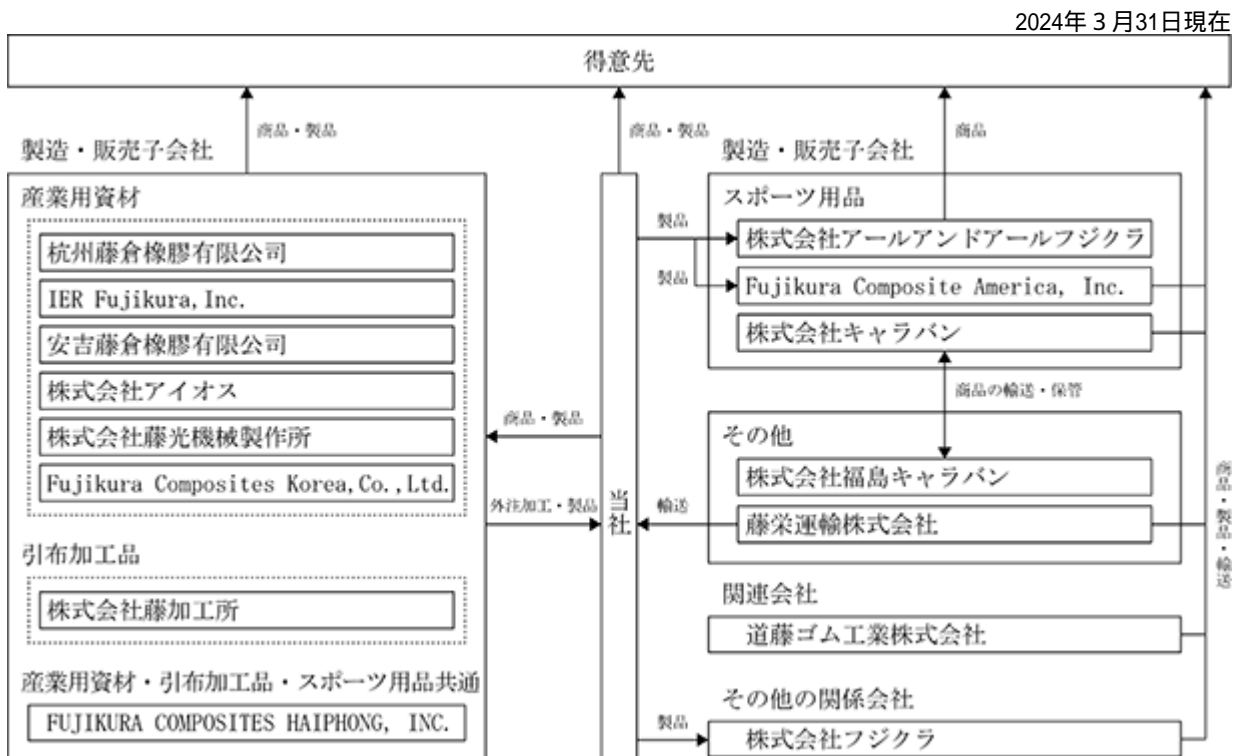 2024年３月31日現在
得意先
商品・製品
商品・製品
商品
製造・販売子会社
産業用資材
杭州藤倉橡膠有限公司
IER Fujikura,Inc.
安吉藤倉橡膠有限公司
株式会社アイオス
株式会社藤光機械製作所
Fujikura Composites Korea,Co.,Ltd.
引布加工品
株式会社藤加工所
産業用資材・引布加工品・スポーツ用品共通
FUJIKURA COMPOSITES HAIPHONG, INC.
商品・製品
外注加工・製品
当社
製品
製品
輸送
製品
製造・販売子会社
スポーツ用品
株式会社アールアンドアールフジクラ
Fujikura Composite America, Inc.
株式会社キャラバン
商品の輸送・保管
その他
株式会社福島キャラバン
藤栄運輸株式会社
関連会社
道藤ゴム工業株式会社
その他の関係会社
株式会社フジクラ
商品・製品・輸送